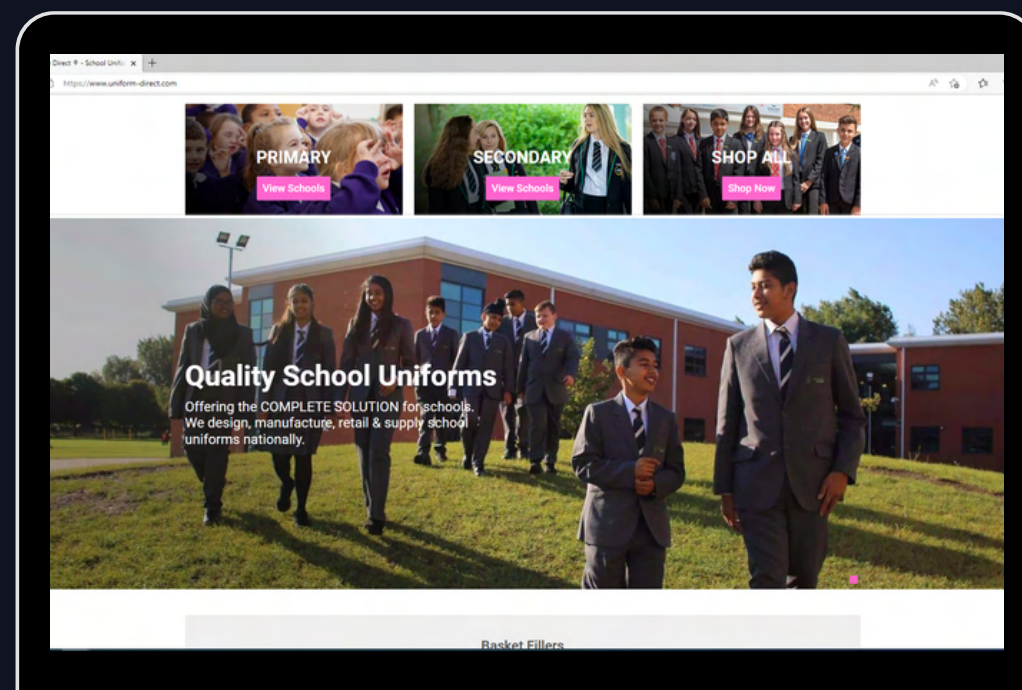 Direct ® - School Unifo
https://www.uniform-direct.com
PRIMARY
View Schools
SECONDARY
View Schools
SHOP ALL
Shop Now
Quality School Uniforms
Offering the COMPLETE SOLUTION for schools.
We design, manufacture, retail & supply school
uniforms nationally.
Basket Fillers